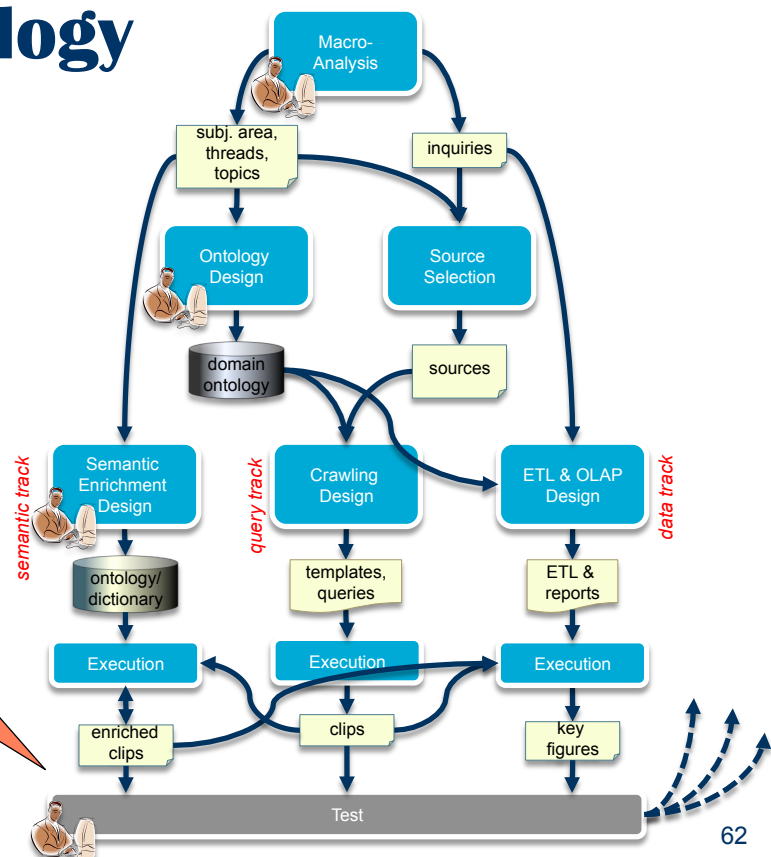 logy
Macro-
Analysis
subj. area,
threads,
topics
inquiries
Ontology
Design
Source
Selection
domain
ontology
sources
semantic track
Semantic
Enrichment
Design
query track
Crawling
Design
ETL & OLAP
Design
data track
ontology/
dictionary
templates,
queries
ETL &
reports
Execution
Execution
Execution
enriched
clips
clips
key
figures
Test
62